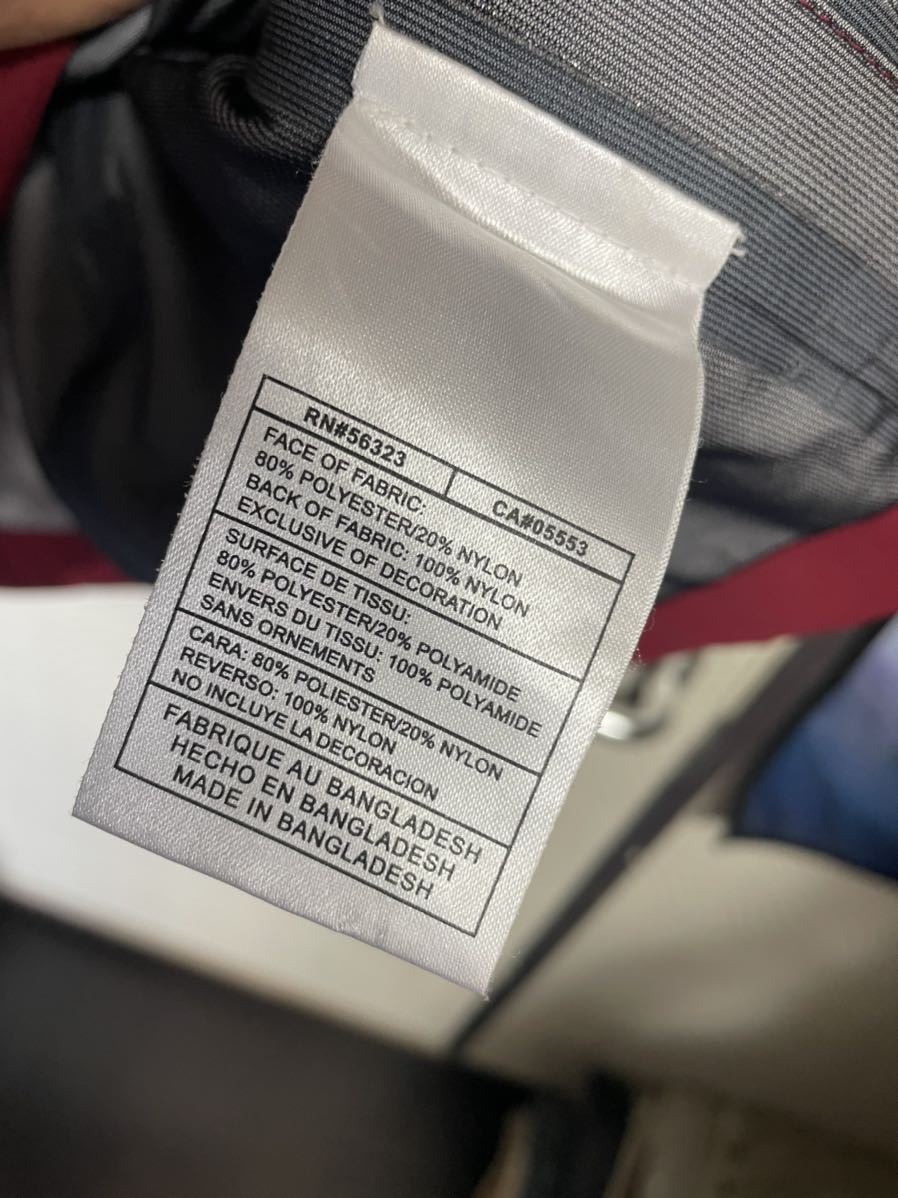 RN#56323 CA#05553
FACE OF FABRIC:
80% POLYESTER/20% NYLON
BACK OF FABRIC: 100% NYLON
EXCLUSIVE OF DECORATION
SURFACE DE TISSU:
80% POLYESTER/20% POLYAMIDE
ENVERS DU TISSU: 100% POLYAMIDE
SANS ORNEMENTS
CARA: 80% POLIESTER/20% NYLON
REVERSO: 100% NYLON
NO INCLUYE LA DECORACION
FABRIQUE AU BANGLADESH
HECHO EN BANGLADESH
MADE IN BANGLADESH